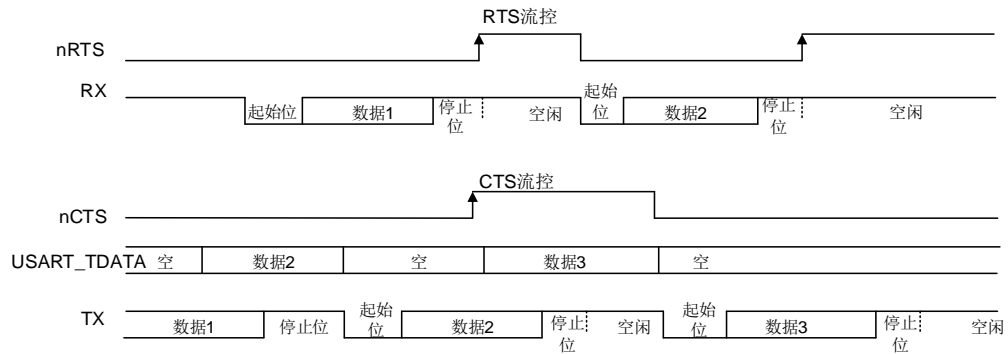 RTS流控
nRTS
RX 起始位 数据1 停止位 空闲 起始位 数据2 停止位 空闲
CTS流控
nCTS
USART_TDATA 空 数据2 空 数据3 空
TX 数据1 停止位 起始位 数据2 停止位 空闲 起始位 数据3 停止位 空闲